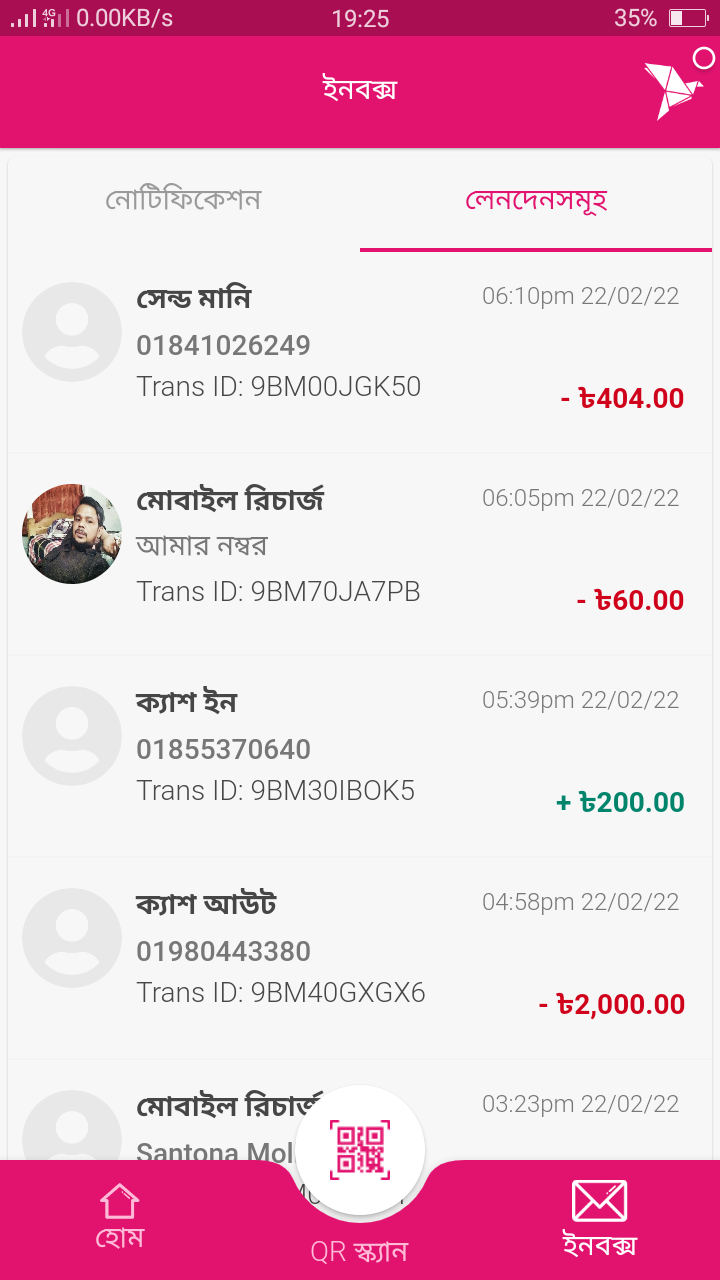 4G 0.00KB/s 19:25 35%
ইনবক্স
নোটিফিকেশন লেনদেনসমূহ
সেন্ড মানি 06:10pm 22/02/22
01841026249
Trans ID: 9BM00JGK50
- ৳404.00
মোবাইল রিচার্জ 06:05pm 22/02/22
আমার নম্বর
Trans ID: 9BM70JA7PB
- ৳60.00
ক্যাশ ইন 05:39pm 22/02/22
01855370640
Trans ID: 9BM30IBOK5
+ ৳200.00
ক্যাশ আউট 04:58pm 22/02/22
01980443380
Trans ID: 9BM40GXGX6
- ৳2,000.00
মোবাইল রিচার্জ 03:23pm 22/02/22
Santona
হোম QR স্ক্যান ইনবক্স